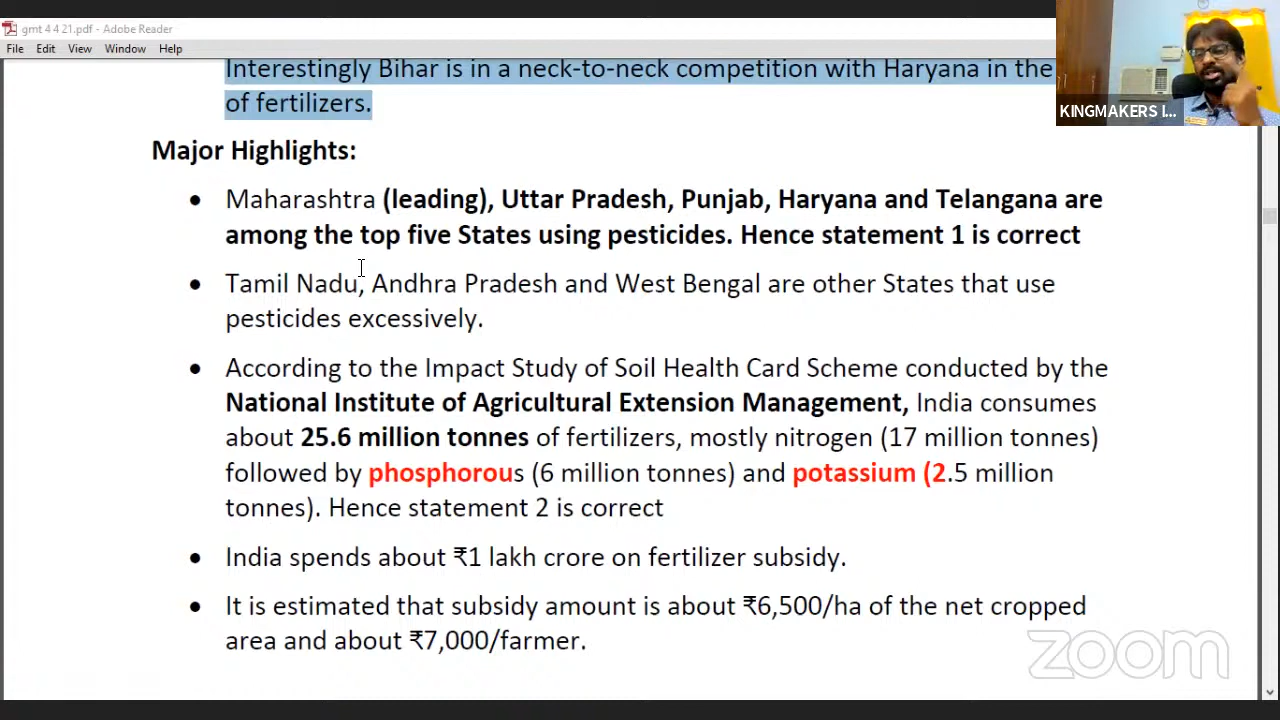 gmt 4 4 21.pdf - Adobe Reader
File Edit View Window Help
KINGMAKERS I...
Interestingly Bihar is in a neck-to-neck competition with Haryana in the
of fertilizers.
Major Highlights:
• Maharashtra (leading), Uttar Pradesh, Punjab, Haryana and Telangana are
among the top five States using pesticides. Hence statement 1 is correct
• Tamil Nadu, Andhra Pradesh and West Bengal are other States that use
pesticides excessively.
• According to the Impact Study of Soil Health Card Scheme conducted by the
National Institute of Agricultural Extension Management, India consumes
about 25.6 million tonnes of fertilizers, mostly nitrogen (17 million tonnes)
followed by phosphorous (6 million tonnes) and potassium (2.5 million
tonnes). Hence statement 2 is correct
• India spends about ₹1 lakh crore on fertilizer subsidy.
• It is estimated that subsidy amount is about ₹6,500/ha of the net cropped
area and about ₹7,000/farmer.
zoom